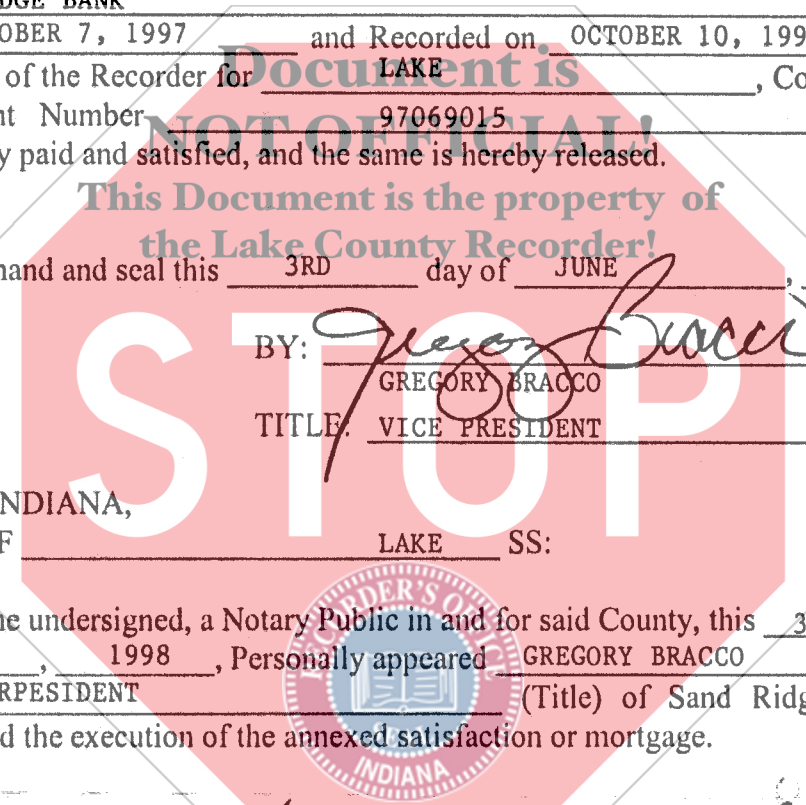 DGE BANK
OBER 7, 1997 and Recorded on OCTOBER 10, 199
of the Recorder for LAKE , Co
nt Number 97069015
y paid and satisfied, and the same is hereby released.
Document is
NOT OFFICIAL!
This Document is the property of
the Lake County Recorder!
hand and seal this 3RD day of JUNE ,
STOP
BY: Gregory Bracco
GREGORY BRACCO
TITLE: VICE PRESIDENT
NDIANA,
F LAKE SS:
ne undersigned, a Notary Public in and for said County, this 3
, 1998 , Personally appeared GREGORY BRACCO
RPESIDENT (Title) of Sand Ridg
d the execution of the annexed satisfaction or mortgage.
RECORDER'S OFFICE
INDIANA